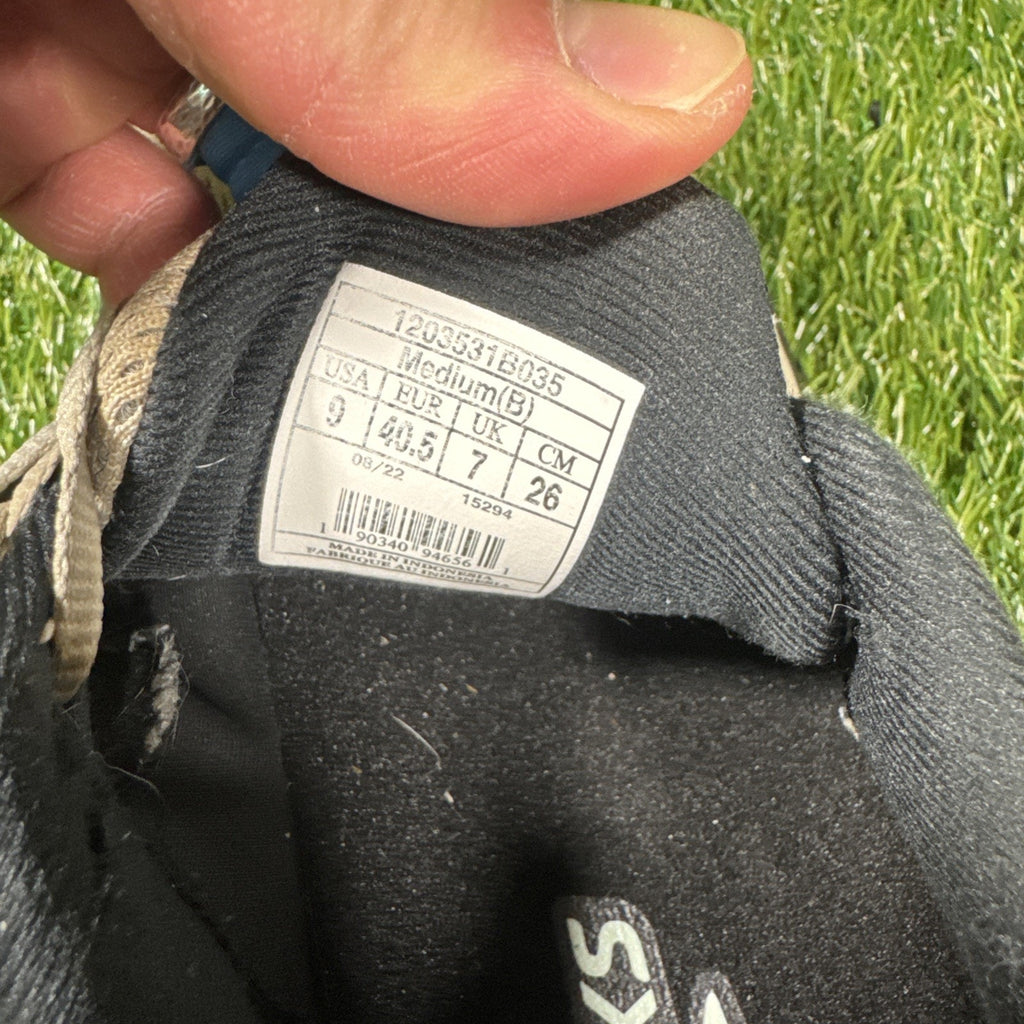 1203531B035
Medium(B)
USA EUR UK CM
9 40.5 7 26
08/22 15294
1 90340 94656 1
MADE IN INDONESIA
FABRIQUE AU INDONESIA
KS